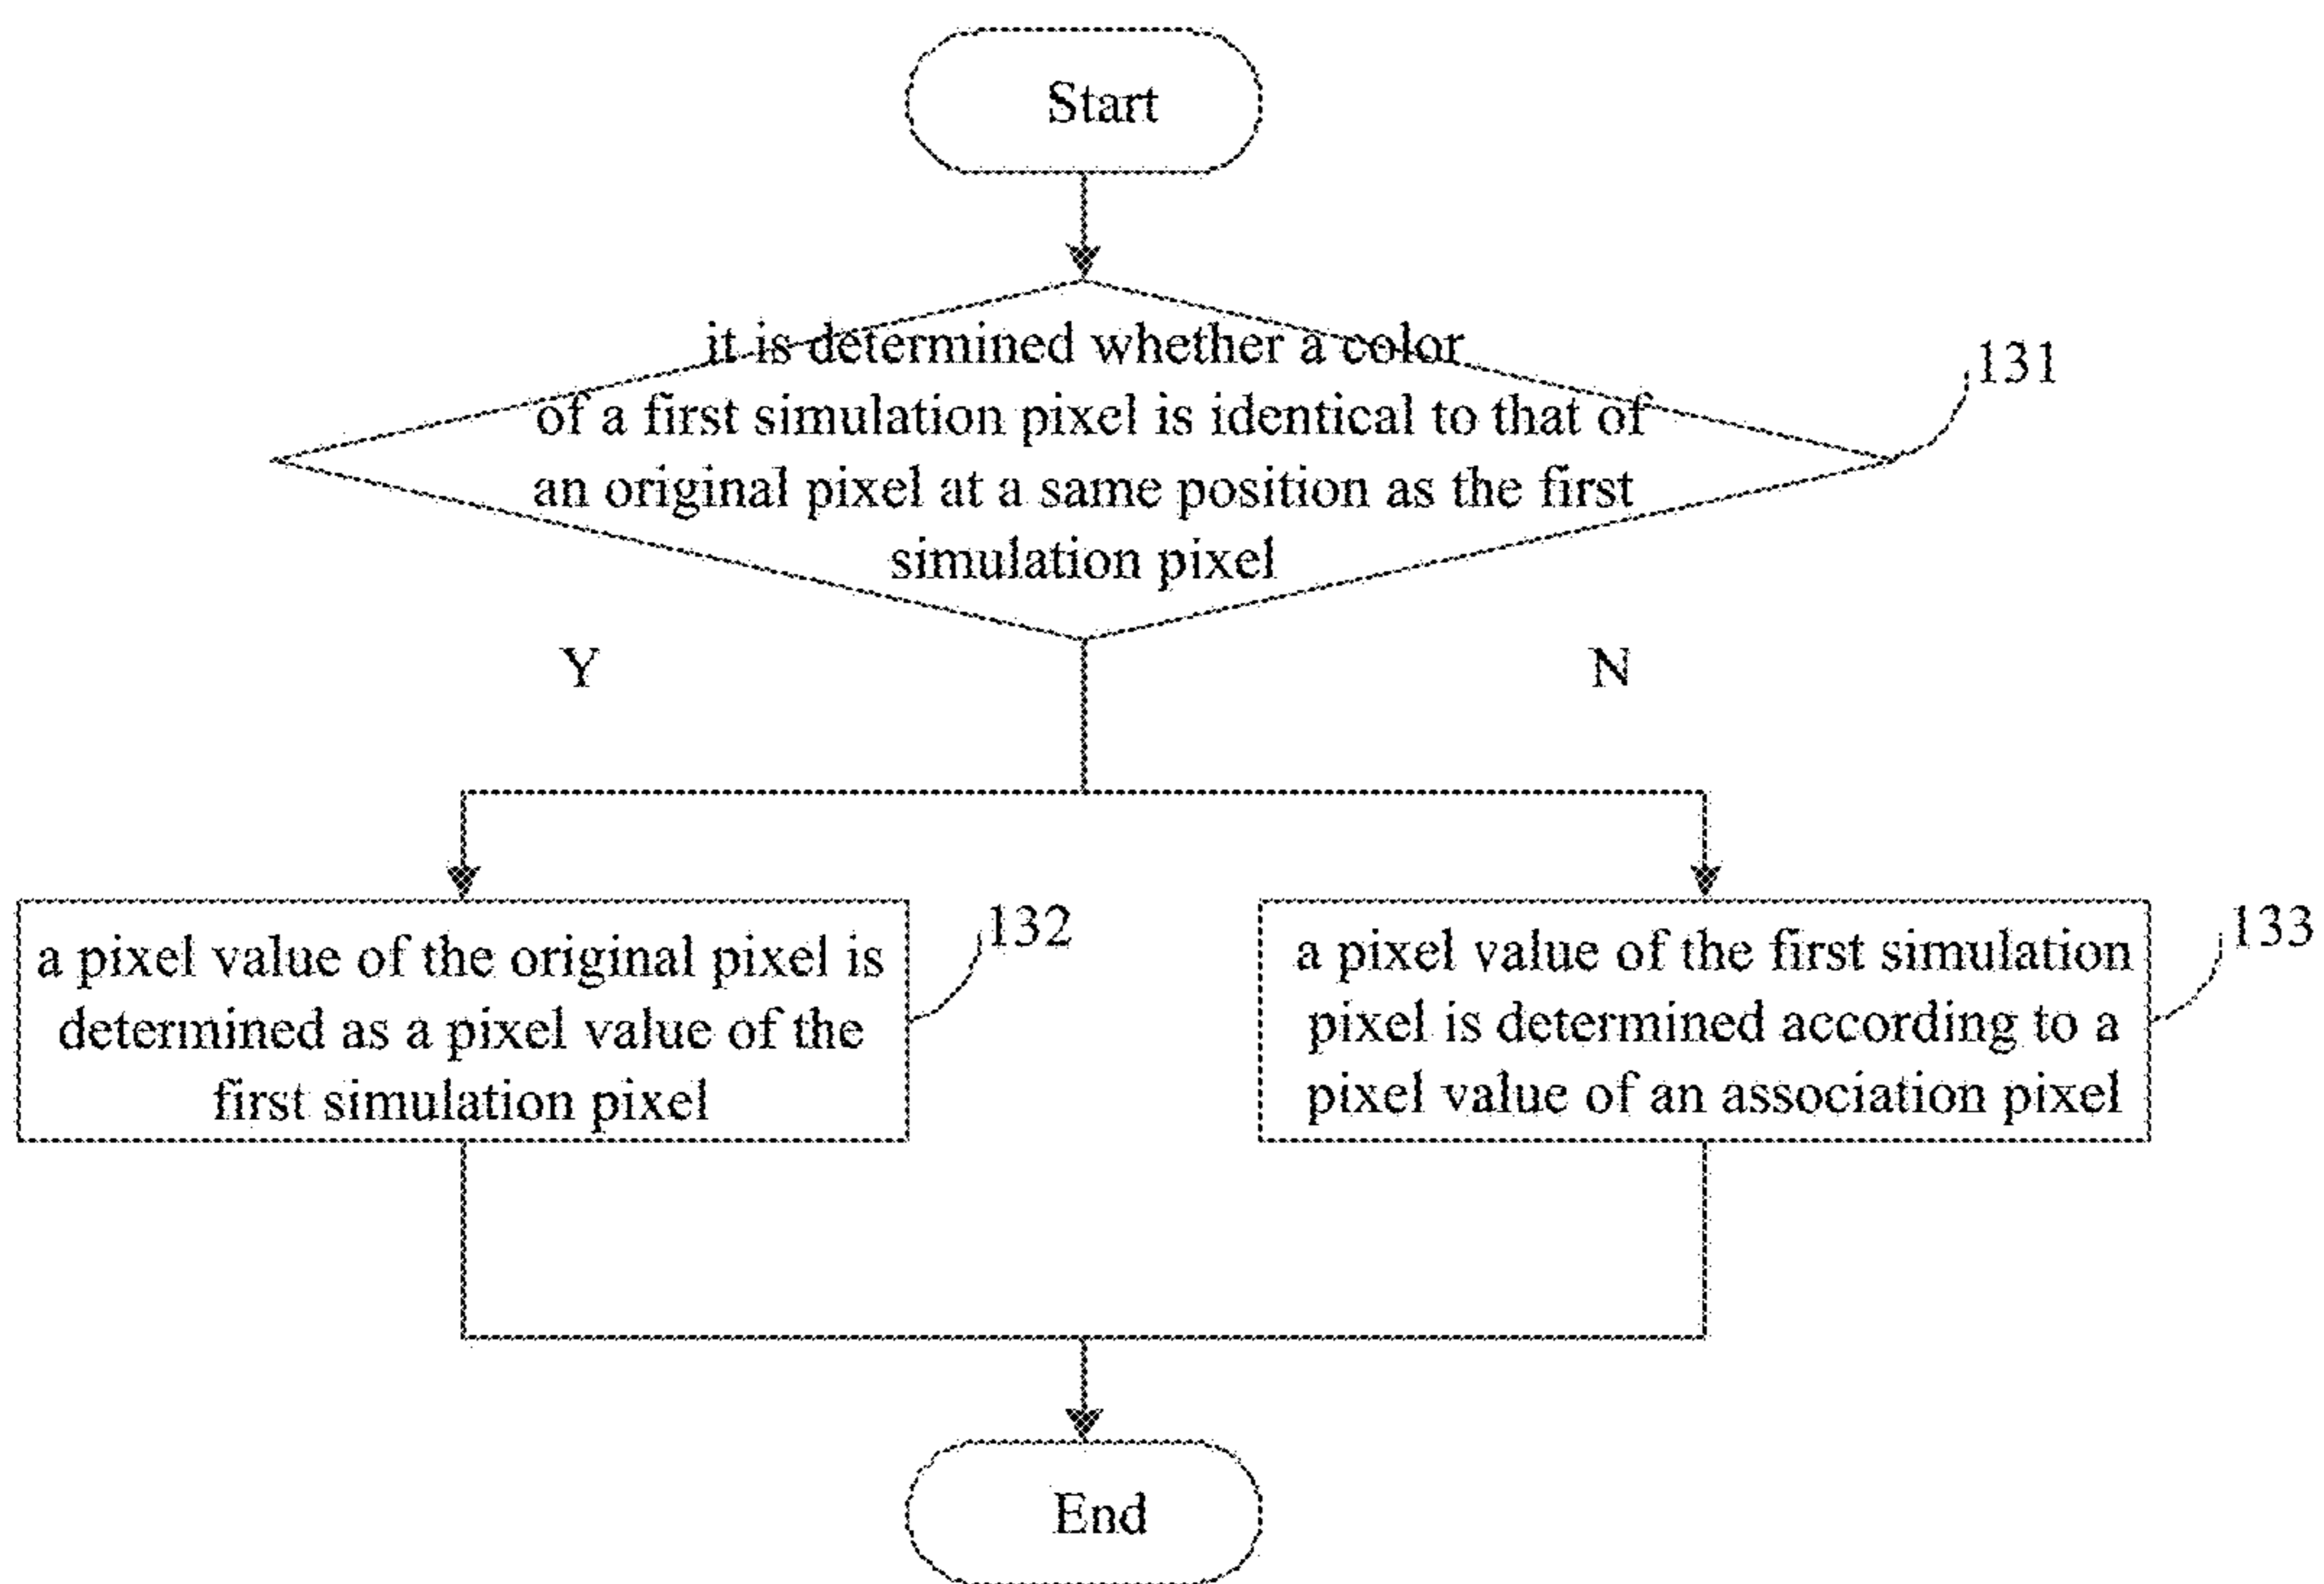 Start
it is determined whether a color
of a first simulation pixel is identical to that of
an original pixel at a same position as the first
simulation pixel
131
Y
N
a pixel value of the original pixel is
determined as a pixel value of the
first simulation pixel
132
a pixel value of the first simulation
pixel is determined according to a
pixel value of an association pixel
133
End